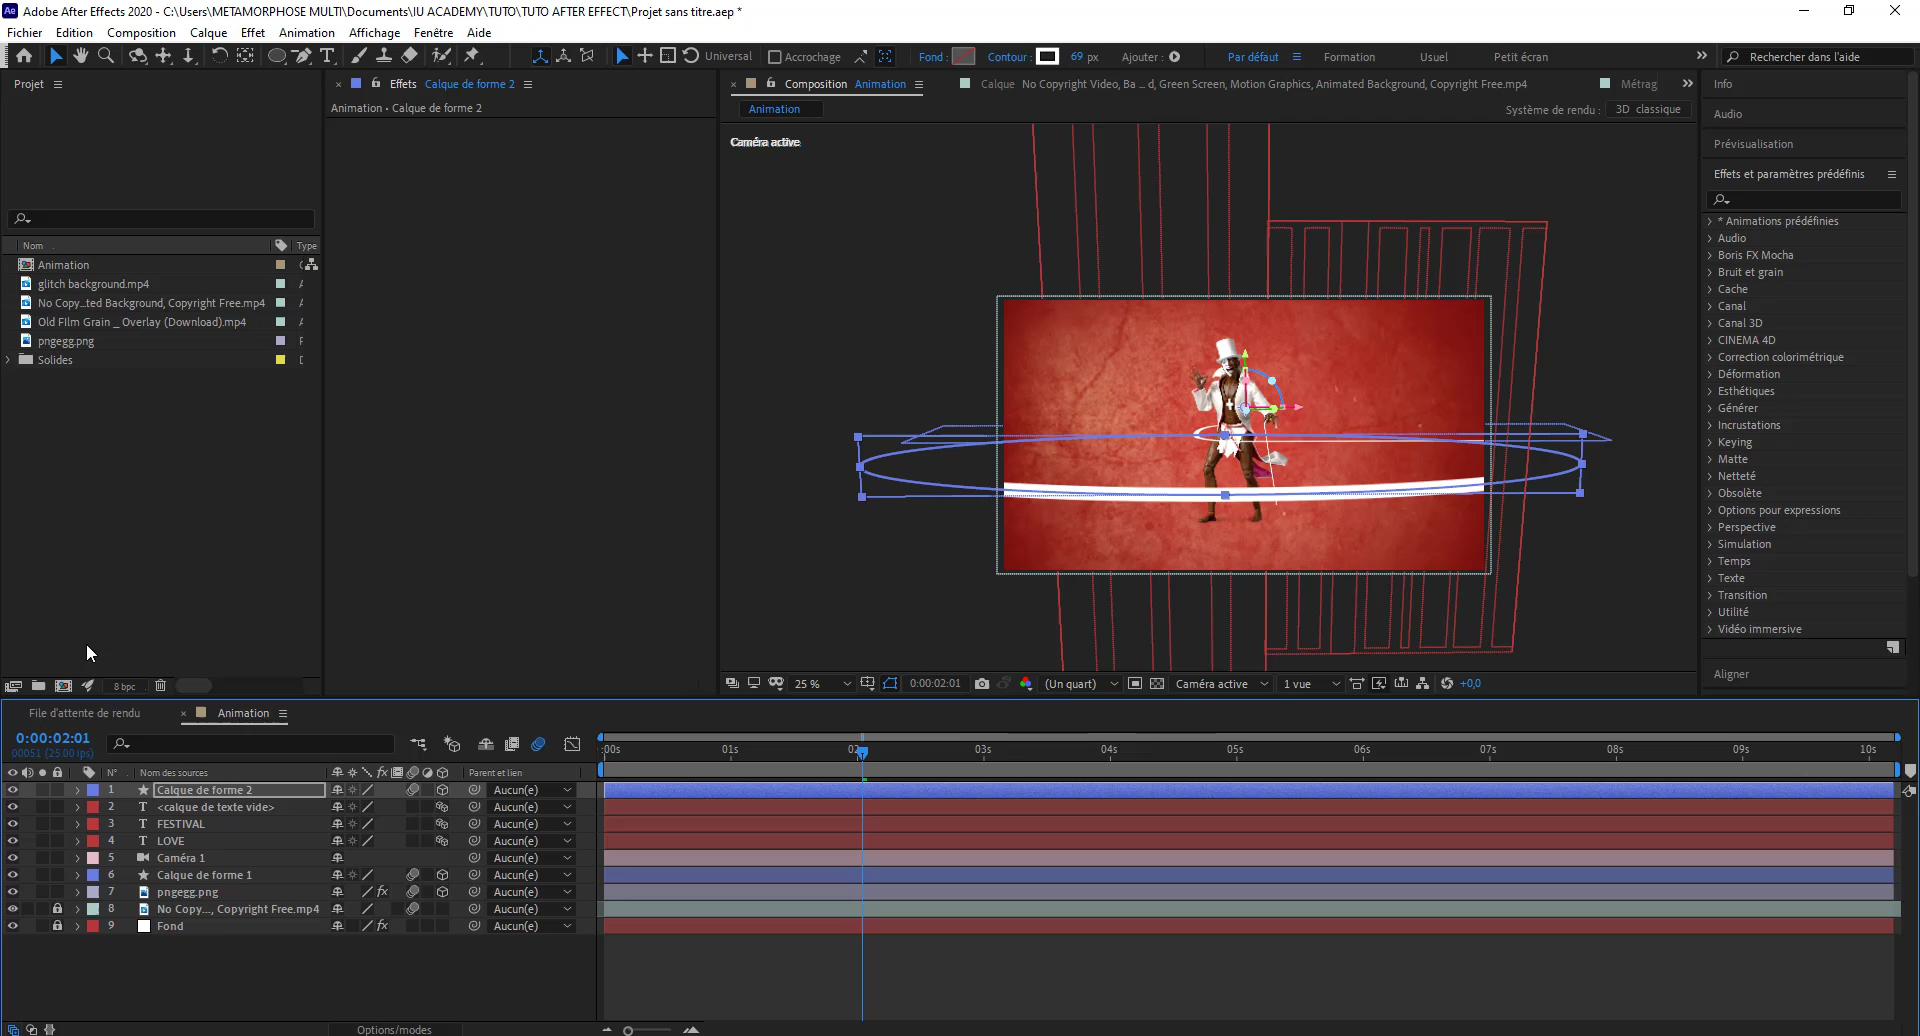 Adobe After Effects 2020 - C:\Users\METAMORPHOSE MULTI\Documents\IU ACADEMY\TUTO\TUTO AFTER EFFECT\Projet sans titre.aep *
Fichier Edition Composition Calque Effet Animation Affichage Fenêtre Aide
Universal Accrochage Fond : Contour : 69 px Ajouter : Par défaut Formation Usuel Petit écran Rechercher dans l'aide
Projet
Nom Type
Animation
glitch background.mp4
No Copy...ted Background, Copyright Free.mp4
Old FIlm Grain _ Overlay (Download).mp4
pngegg.png
Solides
8 bpc
Effets Calque de forme 2
Animation • Calque de forme 2
Composition Animation Calque No Copyright Video, Ba ... d, Green Screen, Motion Graphics, Animated Background, Copyright Free.mp4 Métrag
Animation Système de rendu : 3D classique
Caméra active
25 % 0:00:02:01 (Un quart) Caméra active 1 vue +0,0
Info
Audio
Prévisualisation
Effets et paramètres prédéfinis
* Animations prédéfinies
Audio
Boris FX Mocha
Bruit et grain
Cache
Canal
Canal 3D
CINEMA 4D
Correction colorimétrique
Déformation
Esthétiques
Générer
Incrustations
Keying
Matte
Netteté
Obsolète
Options pour expressions
Perspective
Simulation
Temps
Texte
Transition
Utilité
Vidéo immersive
Aligner
File d'attente de rendu Animation
0:00:02:01
00051 (25.00 ips)
:00s 01s 02 03s 04s 05s 06s 07s 08s 09s 10s
N° Nom des sources Parent et lien
1 Calque de forme 2 Aucun(e)
2 <calque de texte vide> Aucun(e)
3 FESTIVAL Aucun(e)
4 LOVE Aucun(e)
5 Caméra 1 Aucun(e)
6 Calque de forme 1 Aucun(e)
7 pngegg.png Aucun(e)
8 No Copy..., Copyright Free.mp4 Aucun(e)
9 Fond Aucun(e)
Options/modes